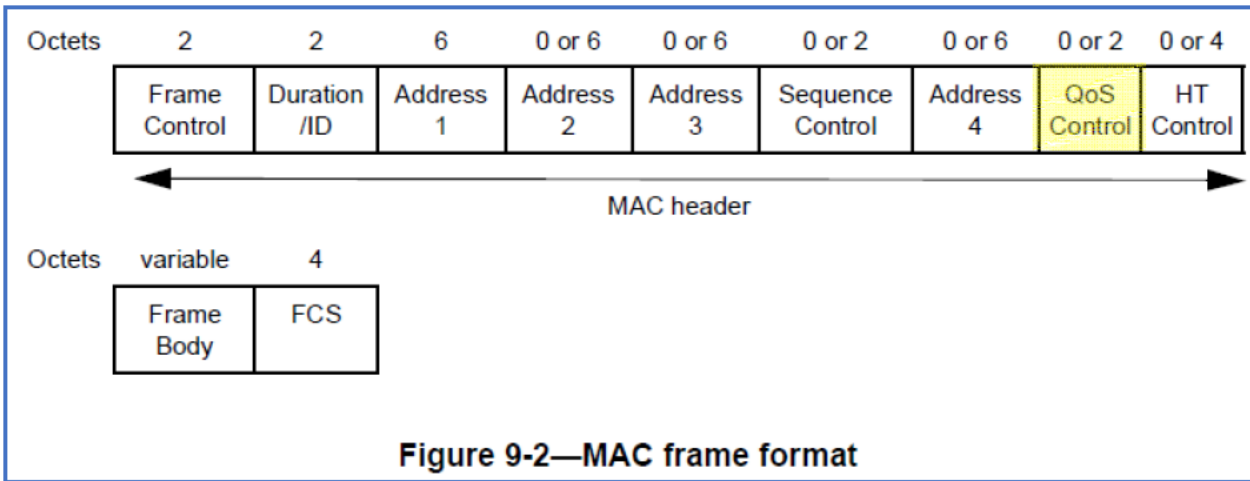 Octets 2 2 6 0 or 6 0 or 6 0 or 2 0 or 6 0 or 2 0 or 4
Frame Duration Address Address Address Sequence Address QoS HT
Control /ID 1 2 3 Control 4 Control Control
MAC header
Octets variable 4
Frame FCS
Body
Figure 9-2—MAC frame format